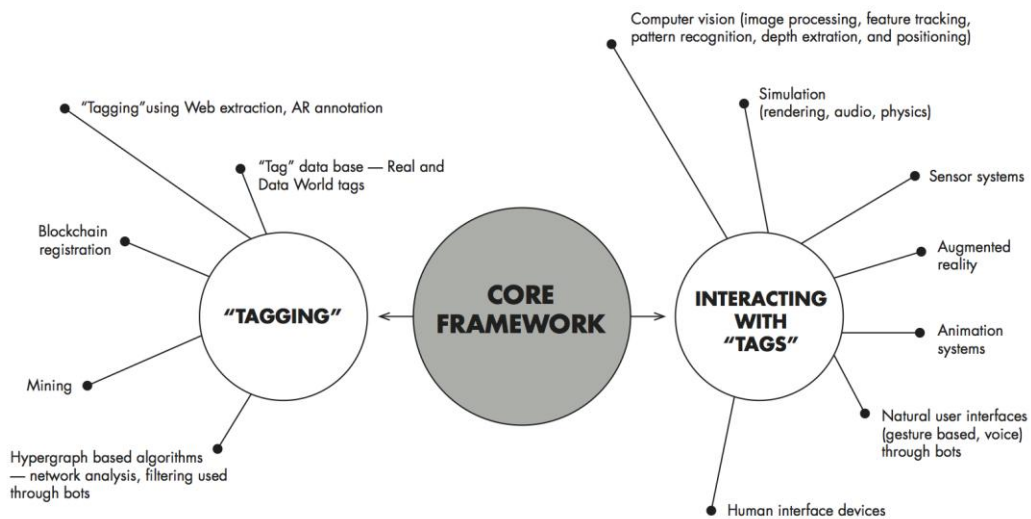 Computer vision (image processing, feature tracking,
pattern recognition, depth extration, and positioning)
"Tagging"using Web extraction, AR annotation
Simulation
(rendering, audio, physics)
"Tag" data base — Real and
Data World tags
Sensor systems
Blockchain
registration
Augmented
reality
"TAGGING"
CORE
FRAMEWORK
INTERACTING
WITH
"TAGS"
Animation
systems
Mining
Natural user interfaces
(gesture based, voice)
through bots
Hypergraph based algorithms
— network analysis, filtering used
through bots
Human interface devices